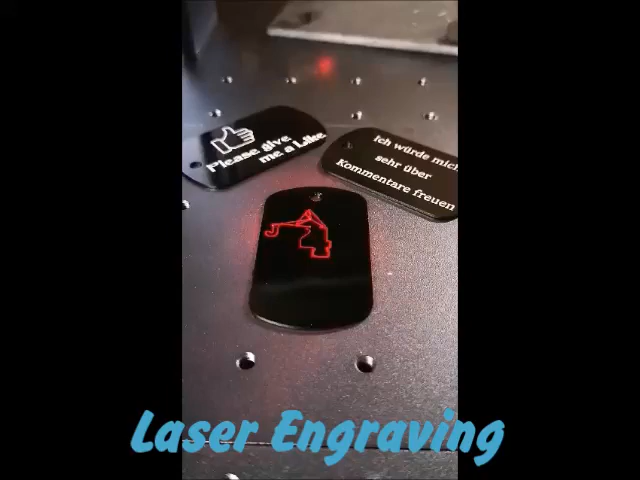 Please give
me a Like
Ich würde mich
sehr über
Kommentare freuen
Laser Engraving